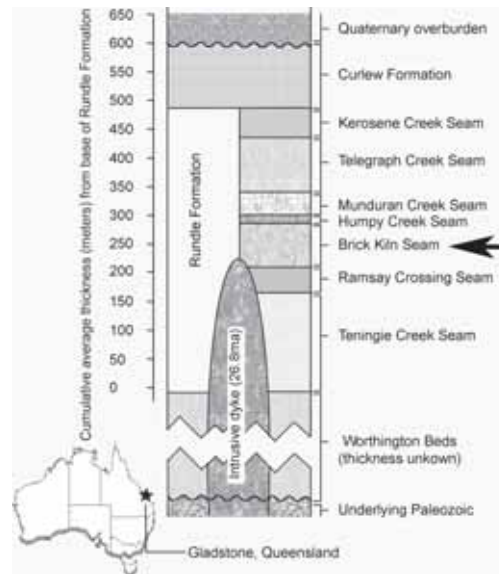 Cumulative average thickness (meters) from base of Rundle Formation
650
600
550
500
450
400
350
300
250
200
150
100
50
0
Rundle Formation
Intrusive dyke (26.8ma)
Quaternary overburden
Curlew Formation
Kerosene Creek Seam
Telegraph Creek Seam
Munduran Creek Seam
Humpy Creek Seam
Brick Kiln Seam
Ramsay Crossing Seam
Teningie Creek Seam
Worthington Beds
(thickness unkown)
Underlying Paleozoic
Gladstone, Queensland